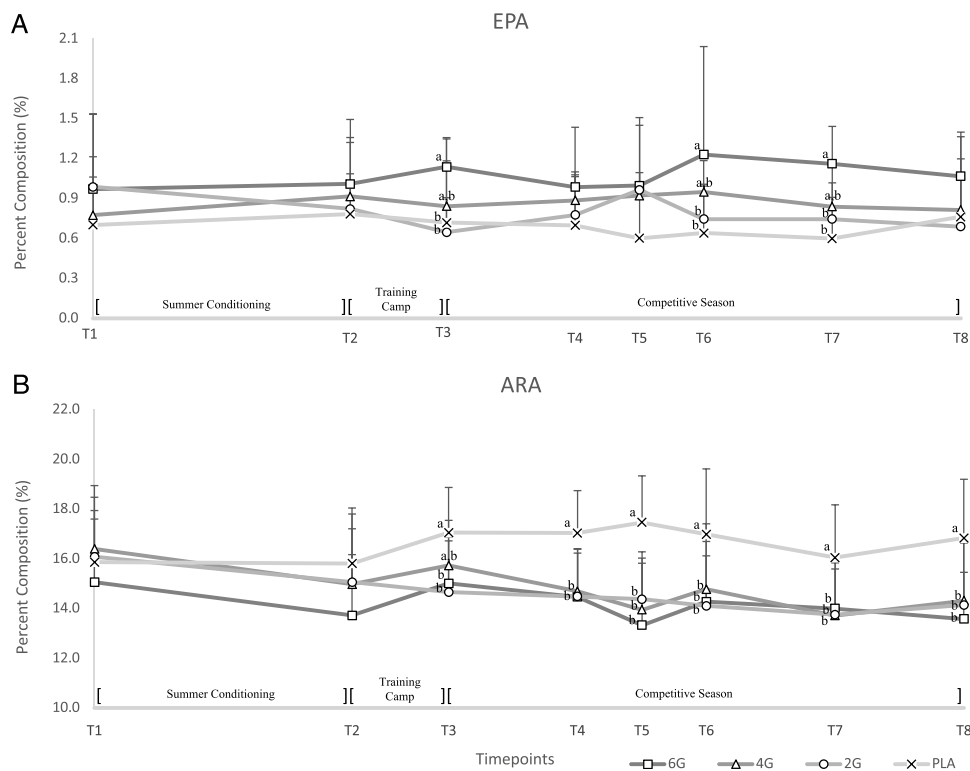 A
EPA
2.1
1.8
1.5
1.2
0.9
0.6
0.3
0.0
Percent Composition (%)
a
a
a
a,b
a,b
a,b
b
b
b
b
b
b
[ Summer Conditioning ][ Training Camp ][ Competitive Season ]
T1 T2 T3 T4 T5 T6 T7 T8
B
ARA
22.0
20.0
18.0
16.0
14.0
12.0
10.0
Percent Composition (%)
a a a a a a
a,b
b b b b b b
b b b b b
b b b b
[ Summer Conditioning ][ Training Camp ][ Competitive Season ]
T1 T2 T3 T4 T5 T6 T7 T8
Timepoints
6G 4G 2G PLA